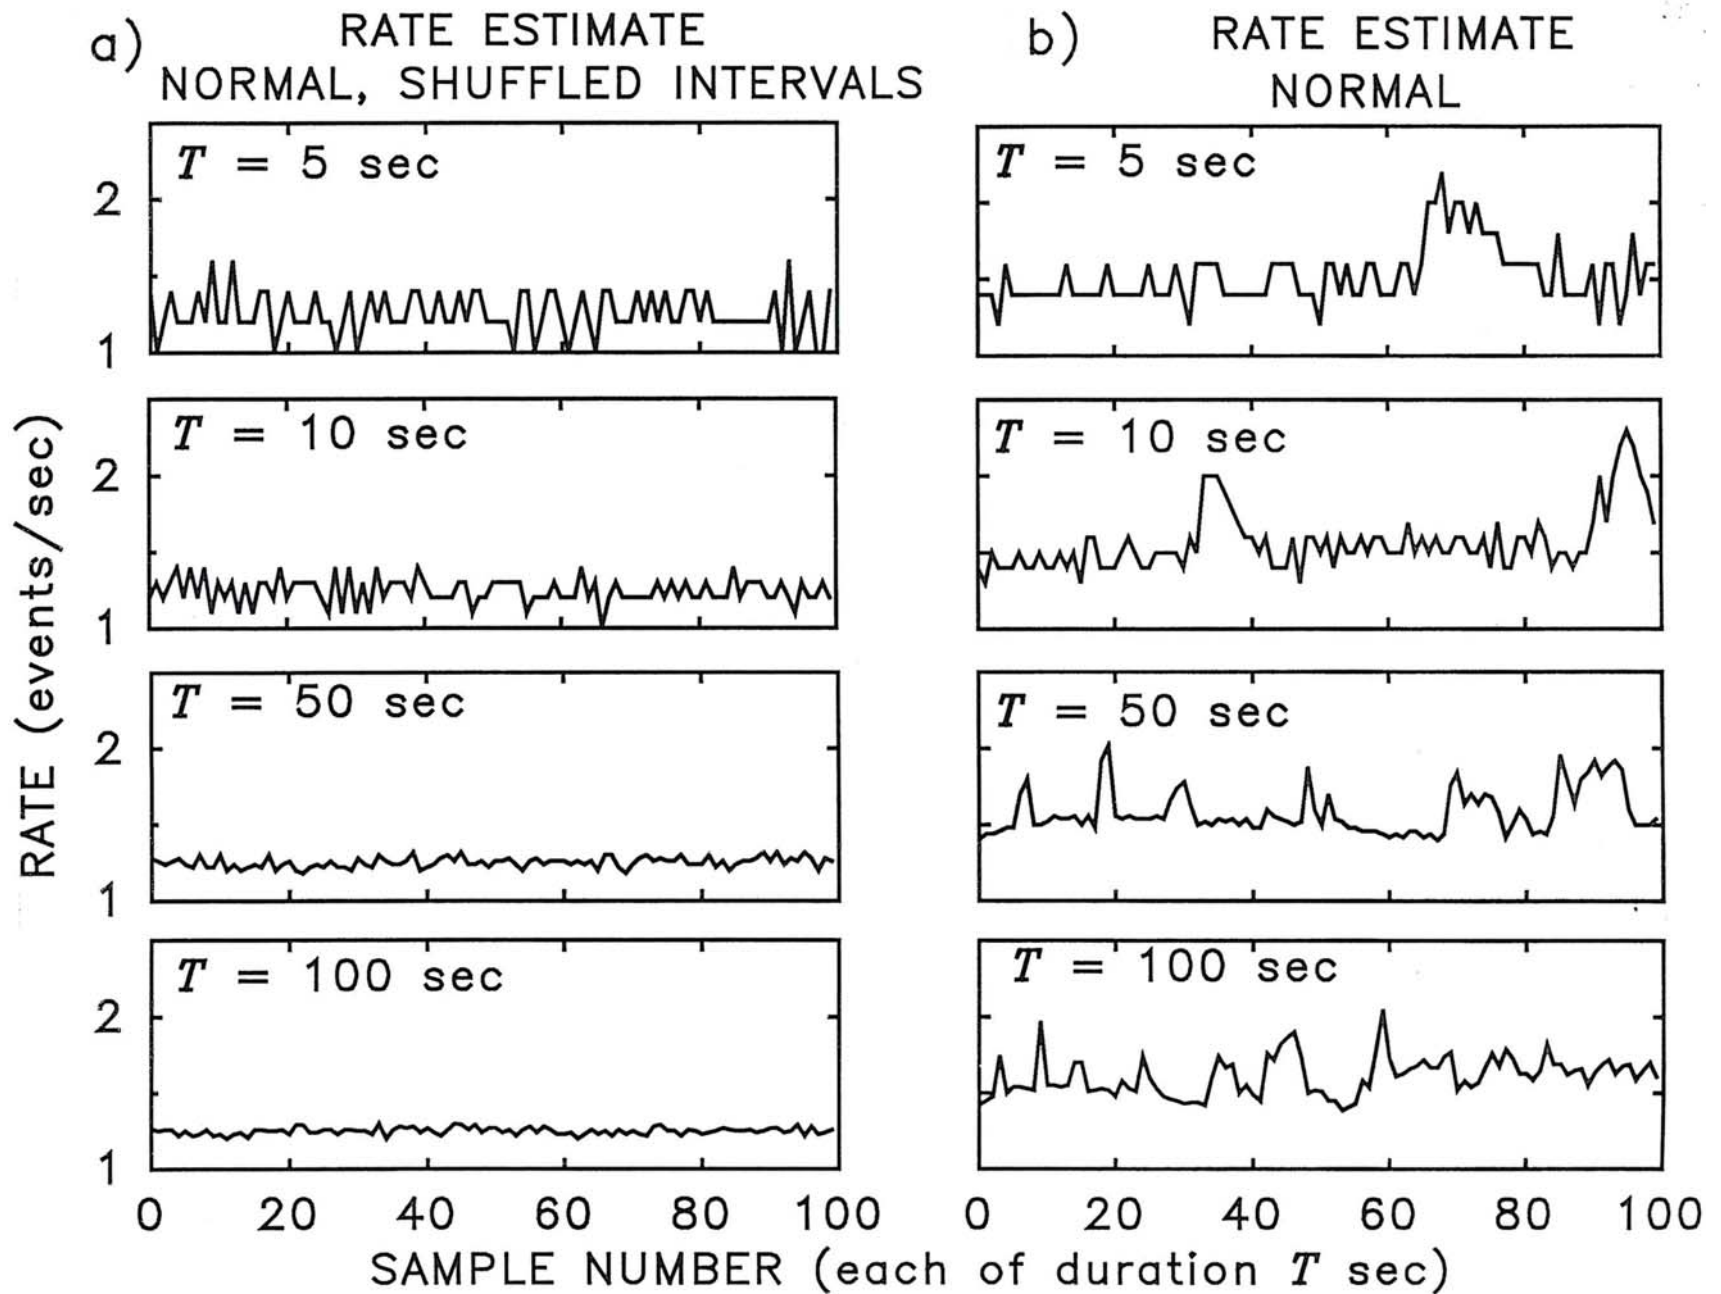 a)
RATE ESTIMATE
NORMAL, SHUFFLED INTERVALS
b)
RATE ESTIMATE
NORMAL
T = 5 sec
2
1
T = 5 sec
T = 10 sec
2
1
T = 10 sec
T = 50 sec
2
1
T = 50 sec
T = 100 sec
2
1
T = 100 sec
RATE (events/sec)
0 20 40 60 80 100
0 20 40 60 80 100
SAMPLE NUMBER (each of duration T sec)